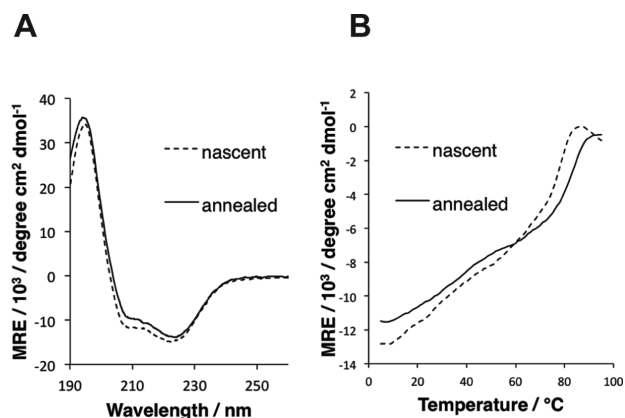 A
MRE / 10³ / degree cm² dmol⁻¹
40
30
20
10
0
-10
-20
190
210
230
250
Wavelength / nm
nascent
annealed
B
MRE / 10³ / degree cm² dmol⁻¹
2
0
-2
-4
-6
-8
-10
-12
-14
0
20
40
60
80
100
Temperature / °C
nascent
annealed